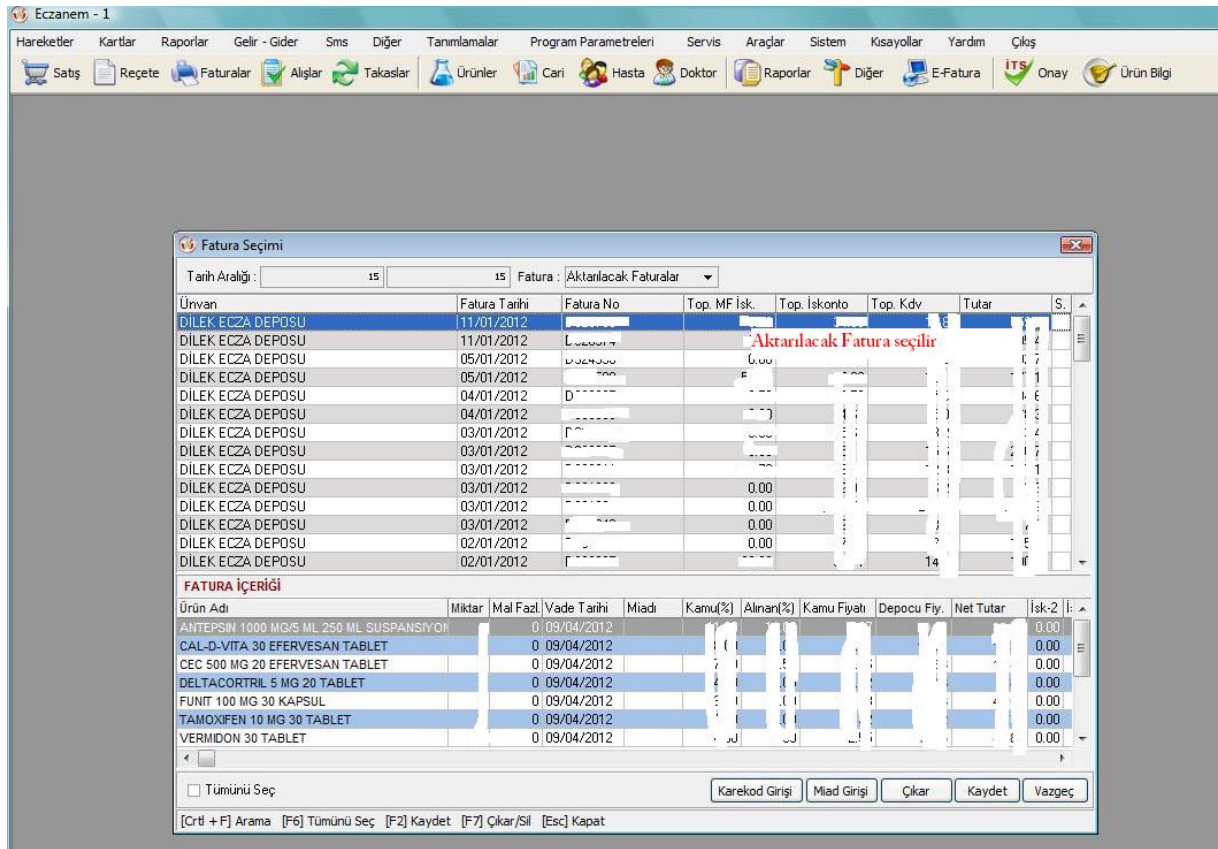 Eczanem - 1
Hareketler Kartlar Raporlar Gelir - Gider Sms Diğer Tanımlamalar Program Parametreleri Servis Araçlar Sistem Kısayollar Yardım Çıkış
Satış Reçete Faturalar Alışlar Takaslar Ürünler Cari Hasta Doktor Raporlar Diğer E-Fatura İTS Onay Ürün Bilgi
Fatura Seçimi
Tarih Aralığı : 15 15 Fatura : Aktarılacak Faturalar
Ünvan Fatura Tarihi Fatura No Top. MF İsk. Top. İskonto Top. Kdv Tutar S.
DİLEK ECZA DEPOSU 11/01/2012
Aktarılacak Fatura seçilir
DİLEK ECZA DEPOSU 11/01/2012
DİLEK ECZA DEPOSU 05/01/2012
DİLEK ECZA DEPOSU 05/01/2012
DİLEK ECZA DEPOSU 04/01/2012
DİLEK ECZA DEPOSU 04/01/2012
DİLEK ECZA DEPOSU 03/01/2012
DİLEK ECZA DEPOSU 03/01/2012
DİLEK ECZA DEPOSU 03/01/2012
DİLEK ECZA DEPOSU 03/01/2012 0.00
DİLEK ECZA DEPOSU 03/01/2012 0.00
DİLEK ECZA DEPOSU 03/01/2012 0.00
DİLEK ECZA DEPOSU 02/01/2012 0.00
DİLEK ECZA DEPOSU 02/01/2012
FATURA İÇERİĞİ
Ürün Adı Miktar Mal Fazl. Vade Tarihi Miadı Kamu(%) Alınan(%) Kamu Fiyatı Depocu Fiy. Net Tutar İsk-2
ANTEPSIN 1000 MG/5 ML 250 ML SUSPANSIYON 0 09/04/2012 0.00
CAL-D-VITA 30 EFERVESAN TABLET 0 09/04/2012 0.00
CEC 500 MG 20 EFERVESAN TABLET 0 09/04/2012 0.00
DELTACORTRIL 5 MG 20 TABLET 0 09/04/2012 0.00
FUNIT 100 MG 30 KAPSUL 0 09/04/2012 0.00
TAMOXIFEN 10 MG 30 TABLET 0 09/04/2012 0.00
VERMIDON 30 TABLET 0 09/04/2012 0.00
Tümünü Seç Karekod Girişi Miad Girişi Çıkar Kaydet Vazgeç
[Crtl + F] Arama [F6] Tümünü Seç [F2] Kaydet [F7] Çıkar/Sil [Esc] Kapat